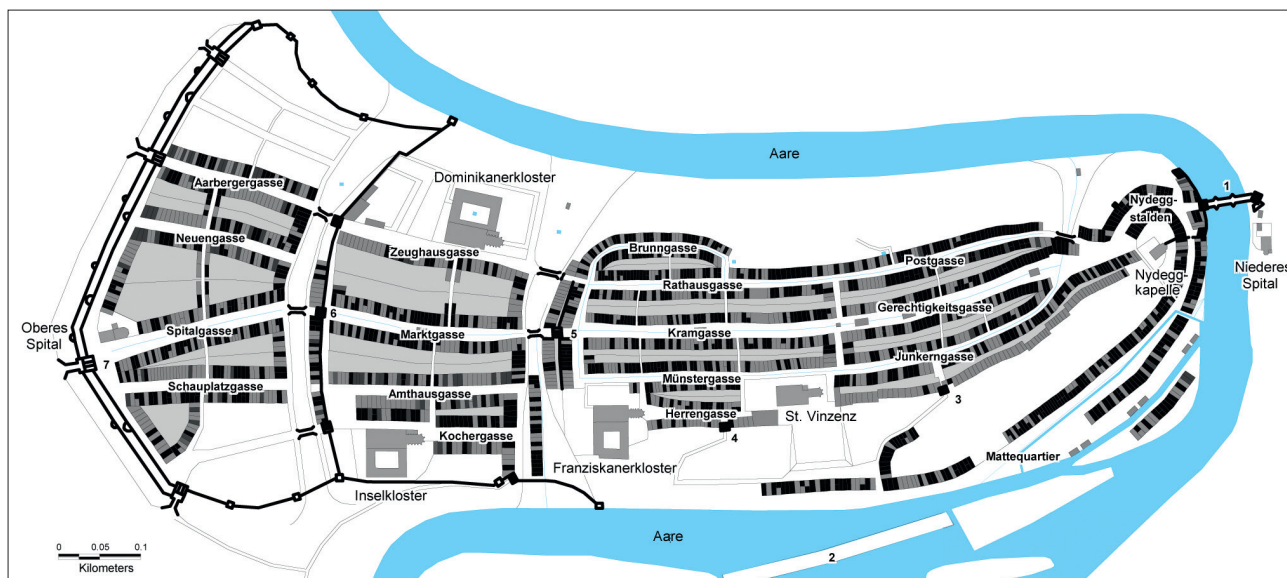 Aare
Dominikanerkloster
Aarbergergasse
1
Nydegg-
stalden
Neuengasse
Zeughausgasse
Brunngasse
Postgasse
Rathausgasse
Nydegg-
kapelle
Niederes
Spital
Gerechtigkeitsgasse
6
Oberes
Spital
Spitalgasse
Marktgasse
5
Kramgasse
7
Schauplatzgasse
Junkerngasse
Münstergasse
Amthausgasse
3
Herrengasse
St. Vinzenz
4
Kochergasse
Mattequartier
Franziskanerkloster
Inselkloster
Aare
2
0 0.05 0.1
Kilometers